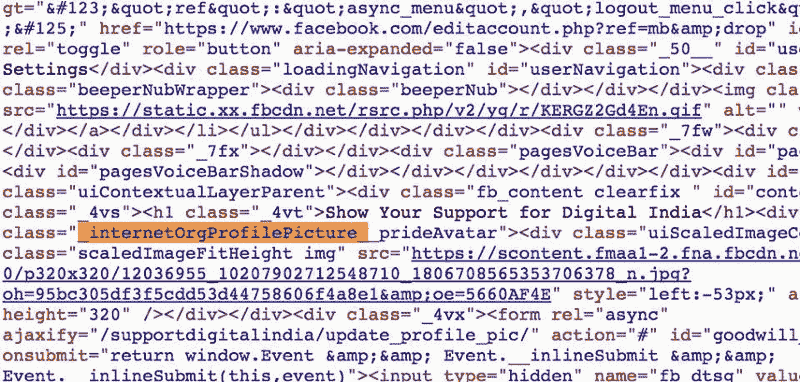 gt="&#123;&quot;ref&quot;:&quot;async_menu&quot;,&quot;logout_menu_click&q
;&#125;" href="https://www.facebook.com/editaccount.php?ref=mb&amp;drop" i
rel="toggle" role="button" aria-expanded="false"><div class="_50__" id="us
Settings</div><div class="loadingNavigation" id="userNavigation"><div clas
class="beeperNubWrapper"><div class="beeperNub"></div></div><img cla
src="https://static.xx.fbcdn.net/rsrc.php/v2/yq/r/KERGZ2Gd4En.gif" alt=""
</div></a></div></li></ul></div></div></div></div><div class="_7fw"><div c
</div><div class="_7fx"></div></div><div class="pagesVoiceBar"><div id="pa
<div id="pagesVoiceBarShadow"></div></div></div></div><div id=
class="uiContextualLayerParent"><div class="fb_content clearfix " id="cont
class="_4vs"><h1 class="_4vt">Show Your Support for Digital India</h1><div
class="_internetOrgProfilePicture__prideAvatar"><div class="uiScaledImageCo
class="scaledImageFitHeight img" src="https://scontent.fmaa1-2.fna.fbcdn.ne
0/p320x320/12036955_10207902712548710_1806708565353706378_n.jpg?
oh=95bc305df3f5cdd53d44758606f4a8e1&amp;oe=5660AF4E" style="left:-53px;" a
height="320" /></div></div><div class="_4vx"><form rel="async"
ajaxify="/supportdigitalindia/update_profile_pic/" action="#" id="goodwill_
onsubmit="return window.Event &amp;&amp; Event.__inlineSubmit &amp;&amp;
Event.__inlineSubmit(this,event)"><input type="hidden" name="fb_dtsg" valu